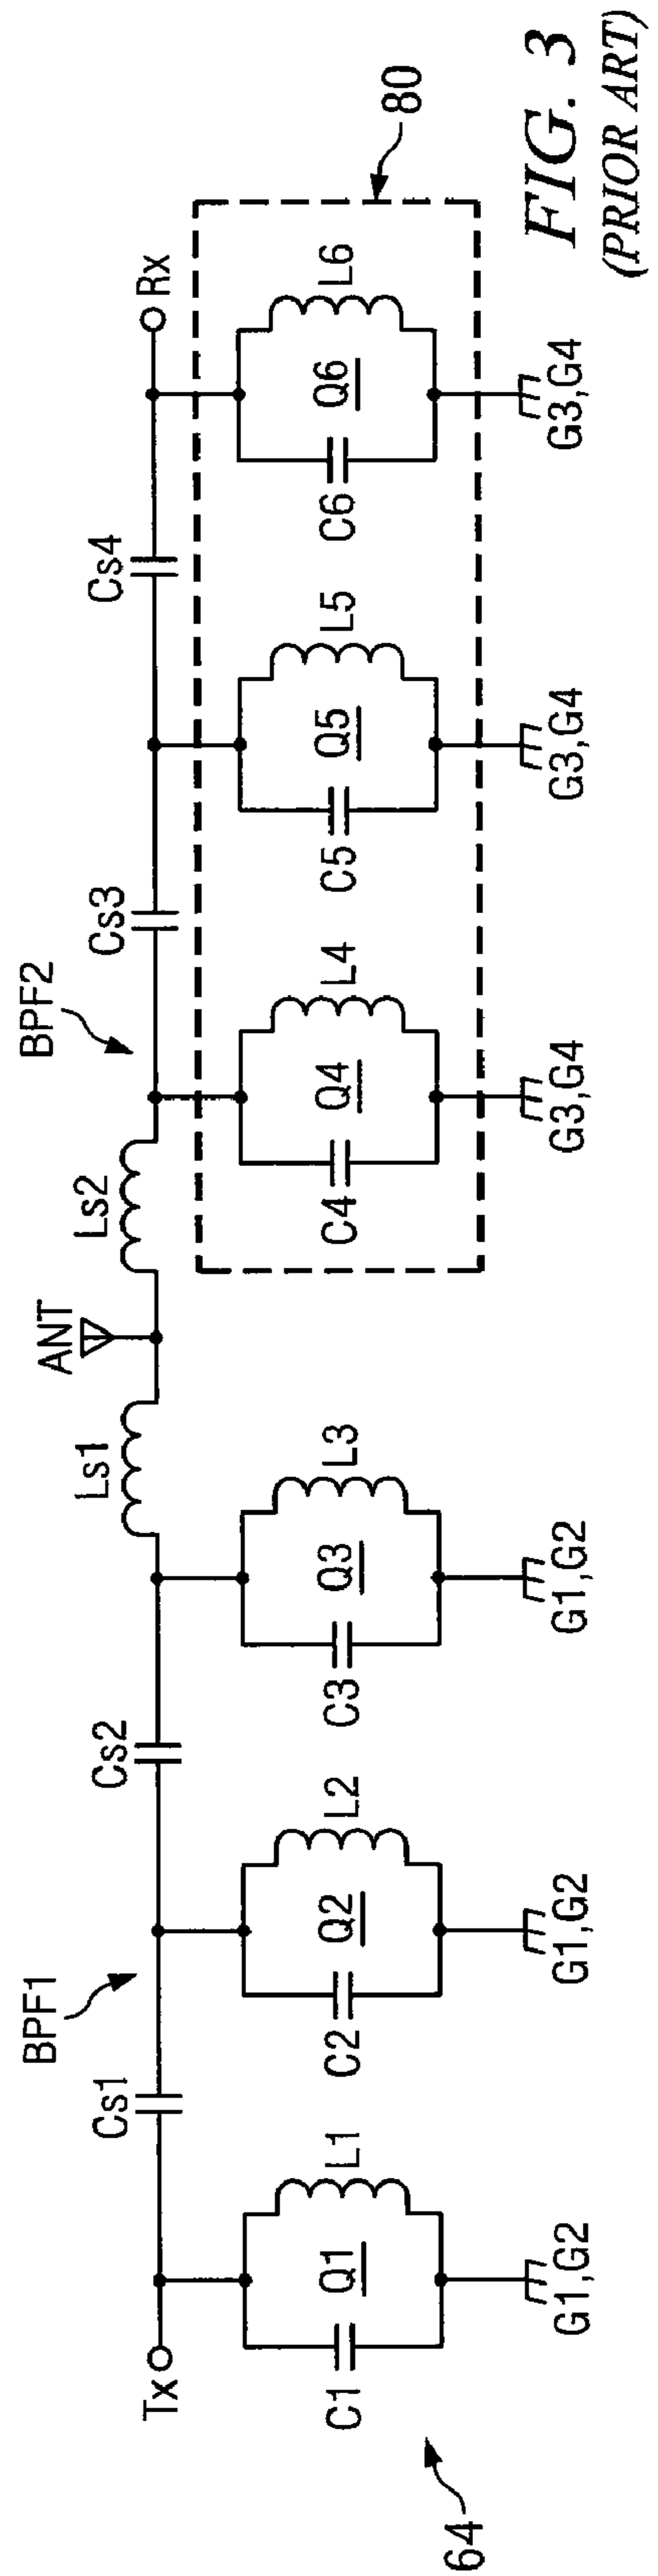 BPF1
BPF2
ANT
Tx
Cs1
Cs2
Ls1
Ls2
Cs3
Cs4
Rx
C1
Q1
L1
C2
Q2
L2
C3
Q3
L3
C4
Q4
L4
C5
Q5
L5
C6
Q6
L6
80
G1,G2
G1,G2
G1,G2
G3,G4
G3,G4
G3,G4
64
FIG. 3
(PRIOR ART)